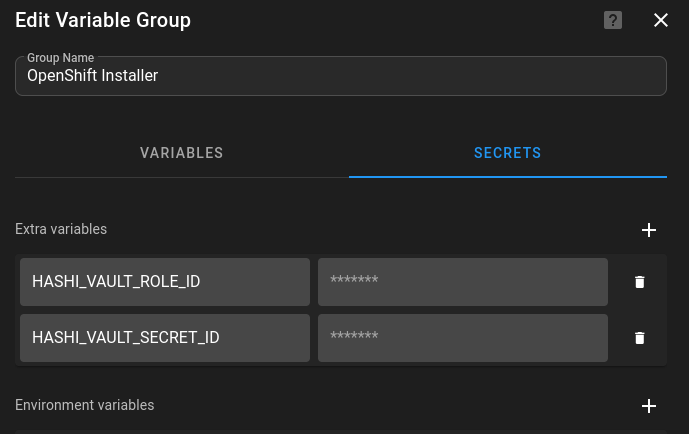 Edit Variable Group
?
Group Name
OpenShift Installer
VARIABLES
SECRETS
Extra variables
HASHI_VAULT_ROLE_ID
*******
HASHI_VAULT_SECRET_ID
*******
Environment variables